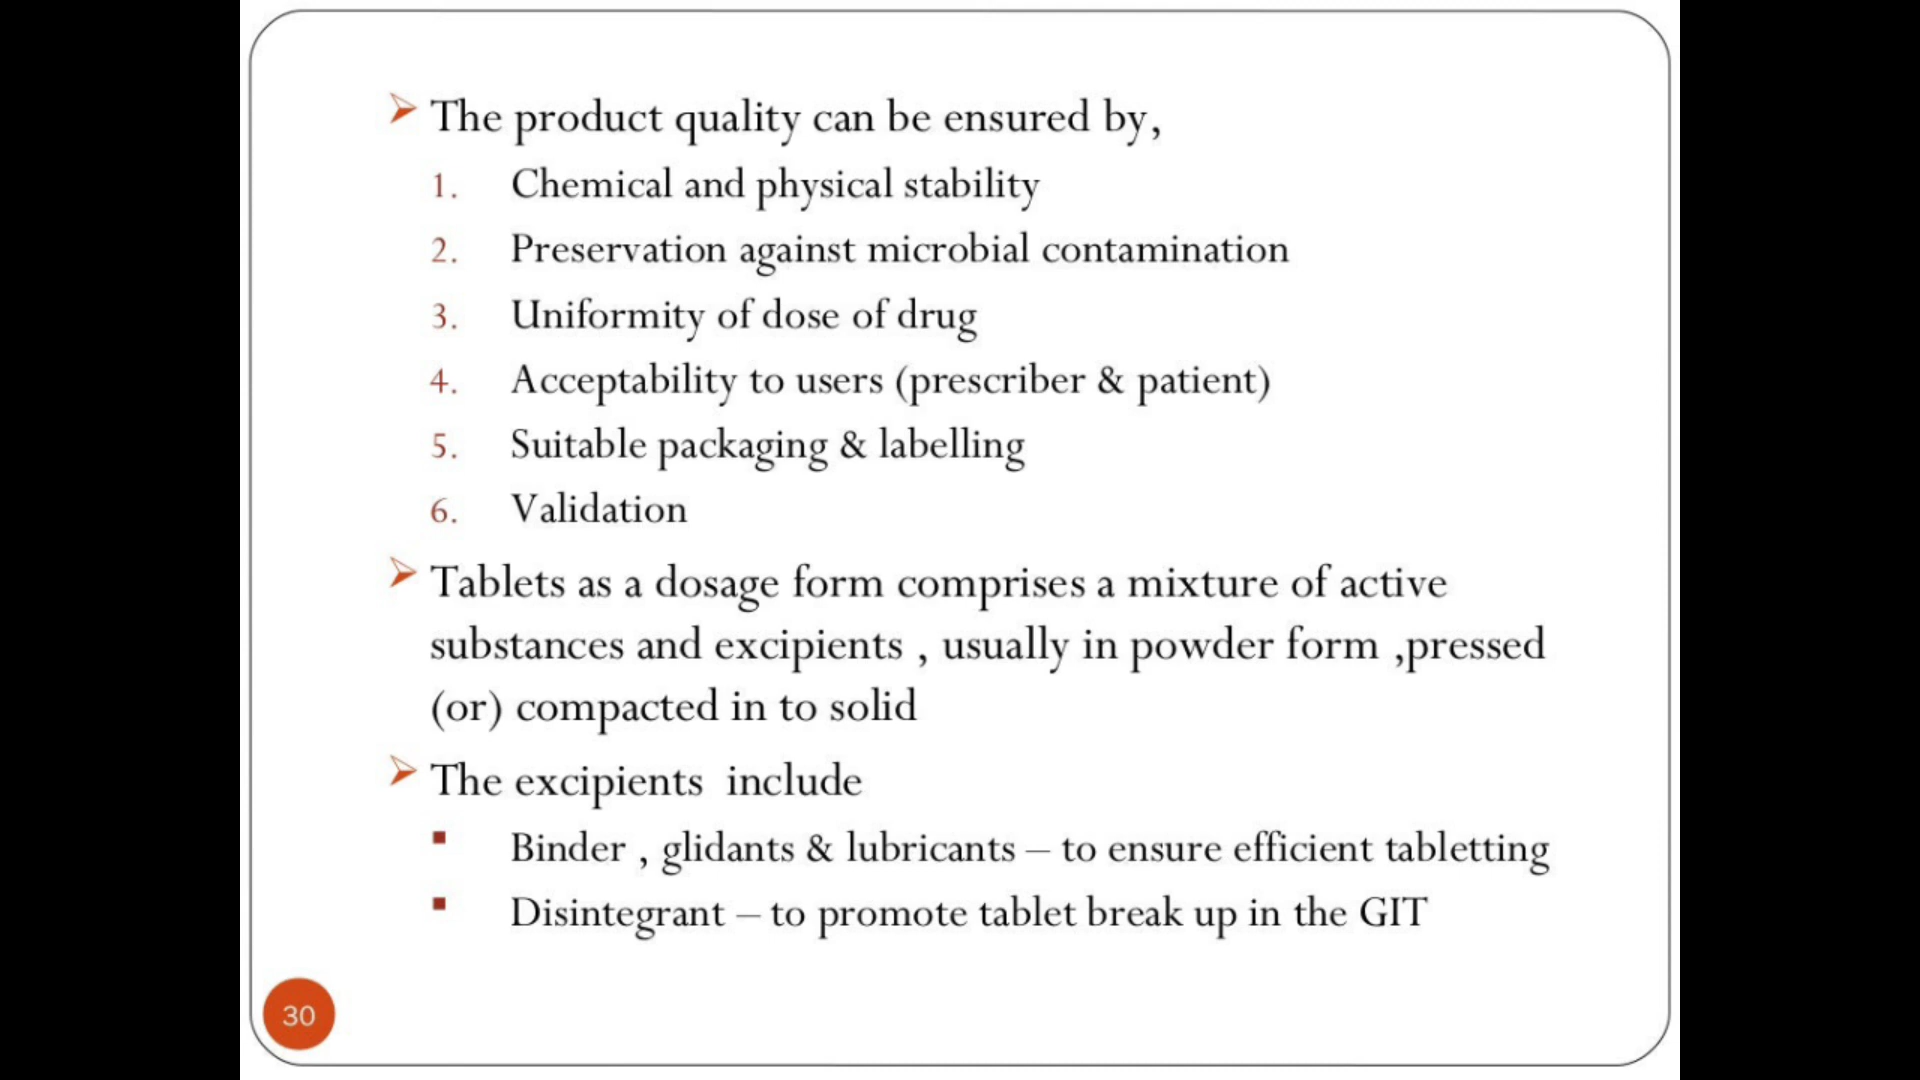 The product quality can be ensured by,
1. Chemical and physical stability
2. Preservation against microbial contamination
3. Uniformity of dose of drug
4. Acceptability to users (prescriber & patient)
5. Suitable packaging & labelling
6. Validation
Tablets as a dosage form comprises a mixture of active
substances and excipients , usually in powder form ,pressed
(or) compacted in to solid
The excipients  include
Binder , glidants & lubricants – to ensure efficient tabletting
Disintegrant – to promote tablet break up in the GIT
30